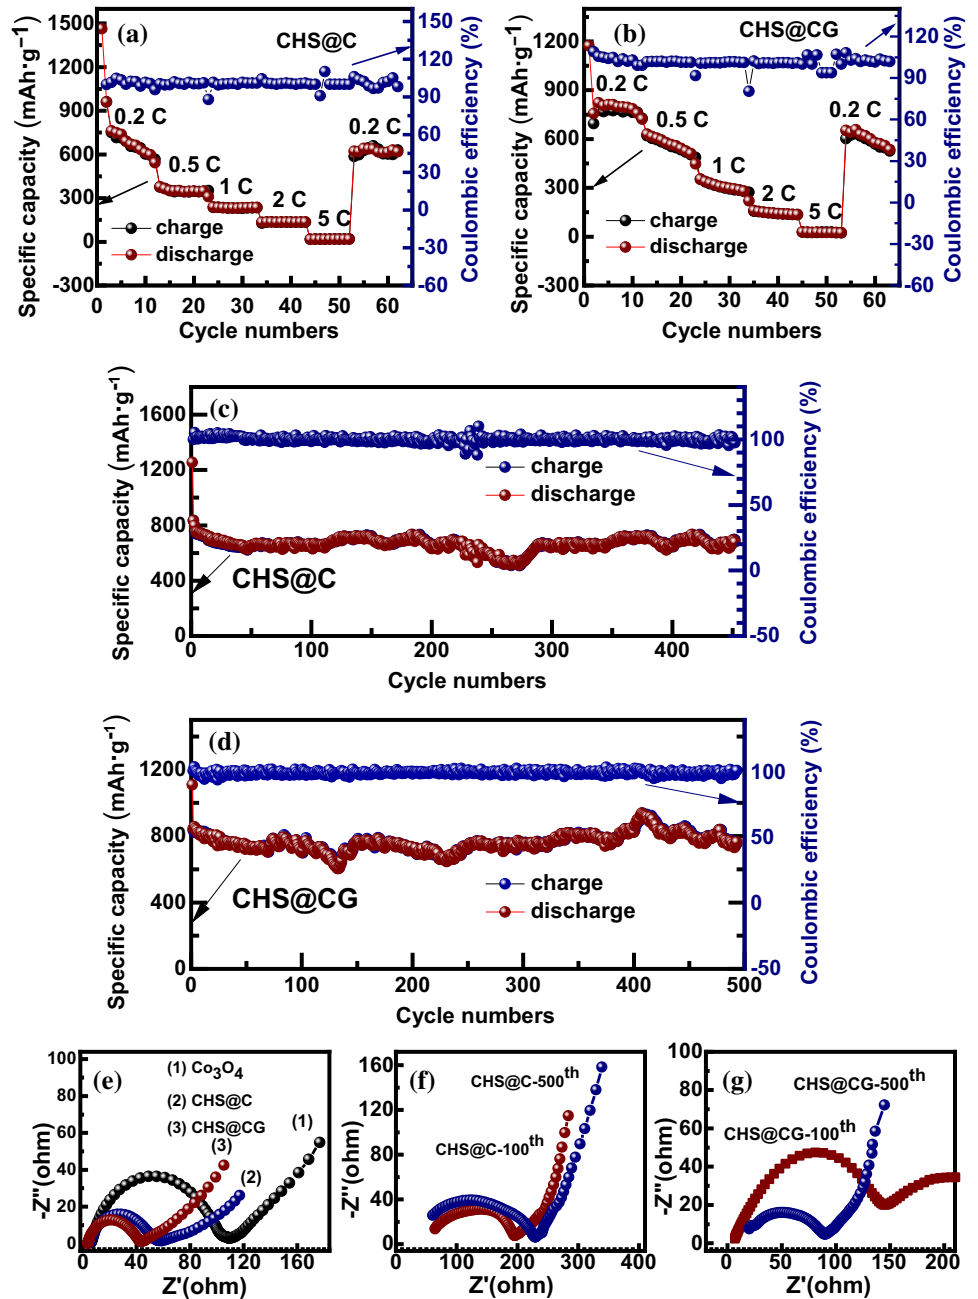 (a)
CHS@C
0.2 C
0.5 C
1 C
2 C
5 C
0.2 C
charge
discharge
Specific capacity (mAh·g⁻¹)
1500
1200
900
600
300
0
-300
Coulombic efficiency (%)
150
120
90
60
30
0
-30
-60
0 10 20 30 40 50 60
Cycle numbers
(b)
CHS@CG
0.2 C
0.5 C
1 C
2 C
5 C
0.2 C
charge
discharge
Specific capacity (mAh·g⁻¹)
1200
900
600
300
0
-300
Coulombic efficiency (%)
120
90
60
30
0
-30
-60
0 10 20 30 40 50 60
Cycle numbers
(c)
charge
discharge
CHS@C
Specific capacity (mAh·g⁻¹)
1600
1200
800
400
0
Coulombic efficiency (%)
100
50
0
-50
0 100 200 300 400
Cycle numbers
(d)
charge
discharge
CHS@CG
Specific capacity (mAh·g⁻¹)
1200
800
400
0
Coulombic efficiency (%)
100
50
0
-50
0 100 200 300 400 500
Cycle numbers
(e)
(1) Co₃O₄
(2) CHS@C
(3) CHS@CG
(1)
(3)
(2)
-Z''(ohm)
100
80
60
40
20
0
0 40 80 120 160
Z'(ohm)
(f)
CHS@C-500th
CHS@C-100th
-Z''(ohm)
160
120
80
40
0
0 100 200 300 400
Z'(ohm)
(g)
CHS@CG-500th
CHS@CG-100th
-Z''(ohm)
100
80
60
40
20
0
0 50 100 150 200
Z'(ohm)